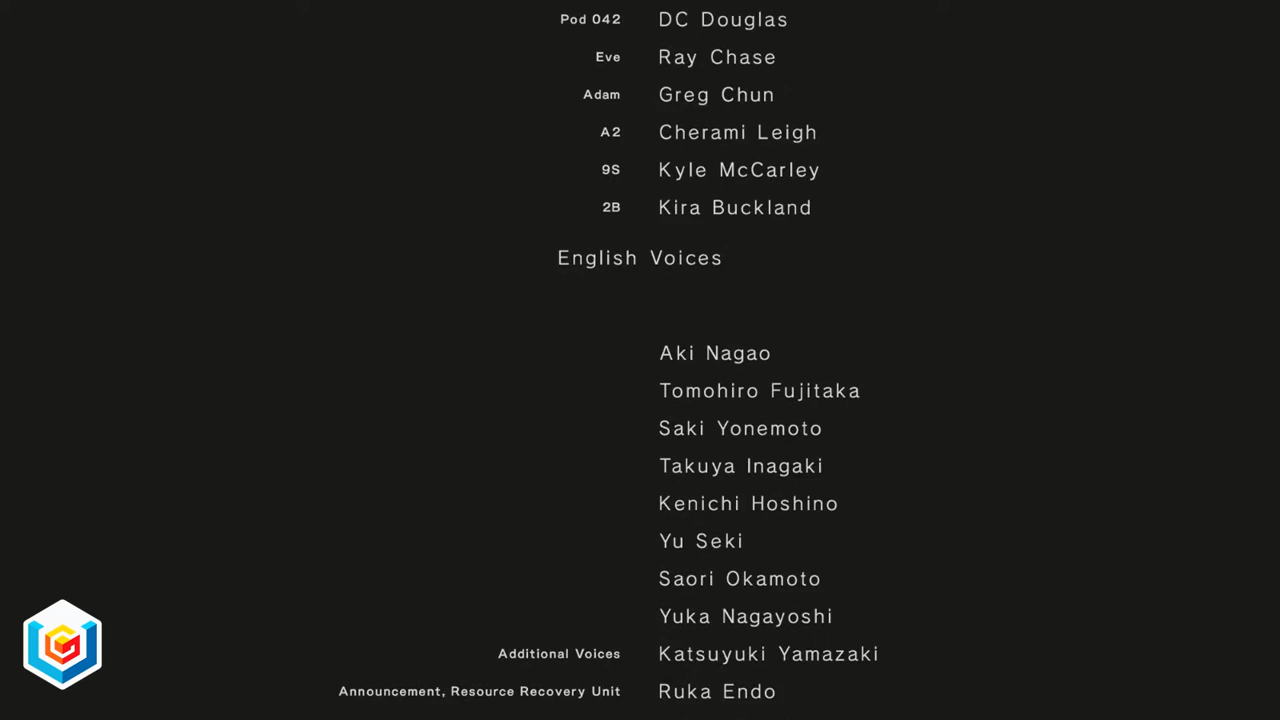 Pod 042 DC Douglas
Eve Ray Chase
Adam Greg Chun
A2 Cherami Leigh
9S Kyle McCarley
2B Kira Buckland
English Voices
Aki Nagao
Tomohiro Fujitaka
Saki Yonemoto
Takuya Inagaki
Kenichi Hoshino
Yu Seki
Saori Okamoto
Yuka Nagayoshi
Additional Voices Katsuyuki Yamazaki
Announcement, Resource Recovery Unit Ruka Endo